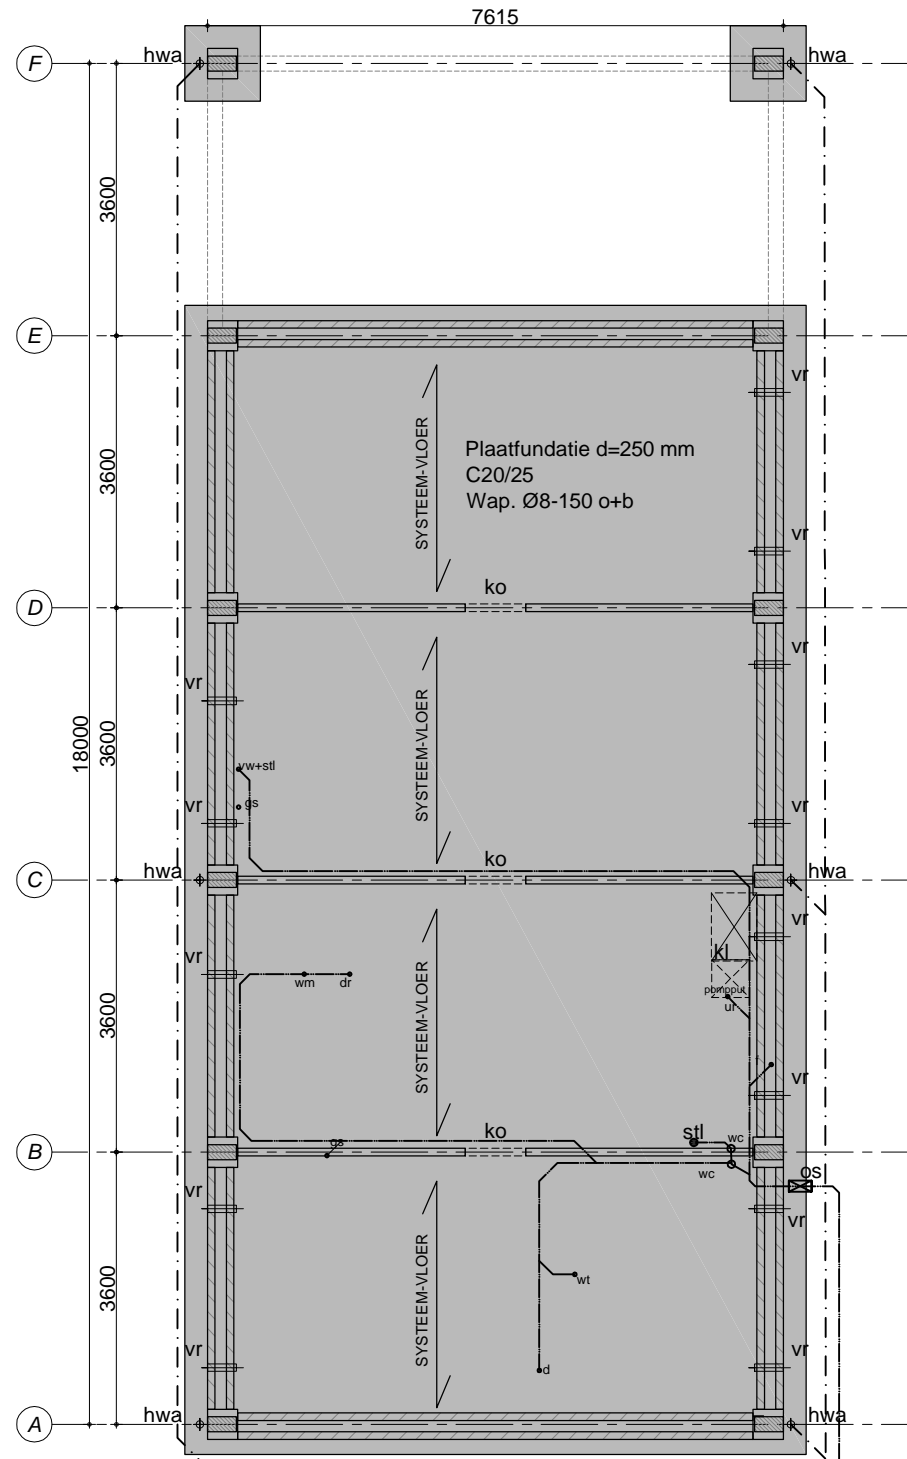 7615
F
hwa
hwa
3600
E
vr
SYSTEEM-VLOER
Plaatfundatie d=250 mm
C20/25
Wap. Ø8-150 o+b
3600
vr
ko
D
vr
vr
18000
3600
SYSTEEM-VLOER
vw+stl
gs
vr
vr
ko
C
hwa
hwa
vr
kl
vr
wm
dr
pompput
ur
SYSTEEM-VLOER
3600
f
vr
ko
stl
wc
gs
B
wc
os
vr
vr
wt
3600
SYSTEEM-VLOER
vr
vr
d
A
hwa
hwa